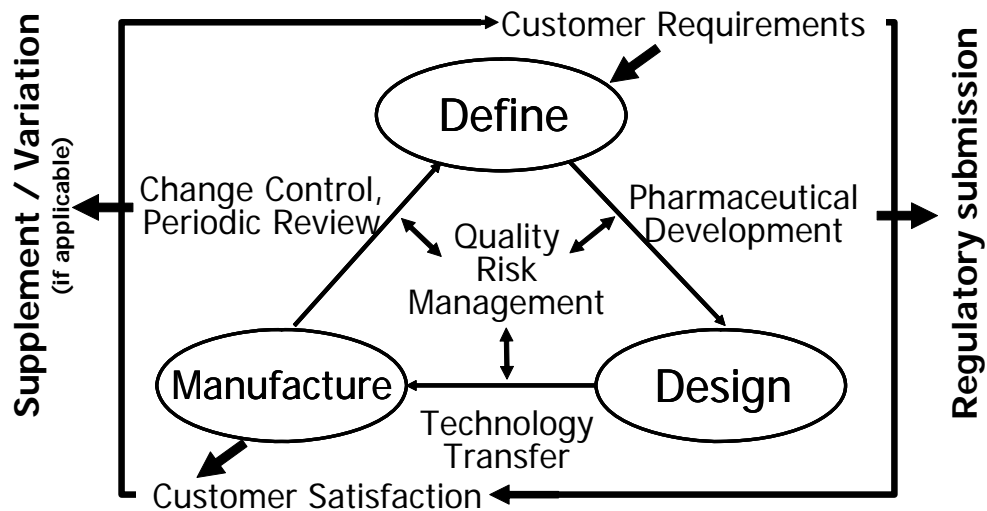 Supplement / Variation
(if applicable)
Customer Requirements
Define
Change Control,
Periodic Review
Pharmaceutical
Development
Quality
Risk
Management
Manufacture
Design
Technology
Transfer
Customer Satisfaction
Regulatory submission